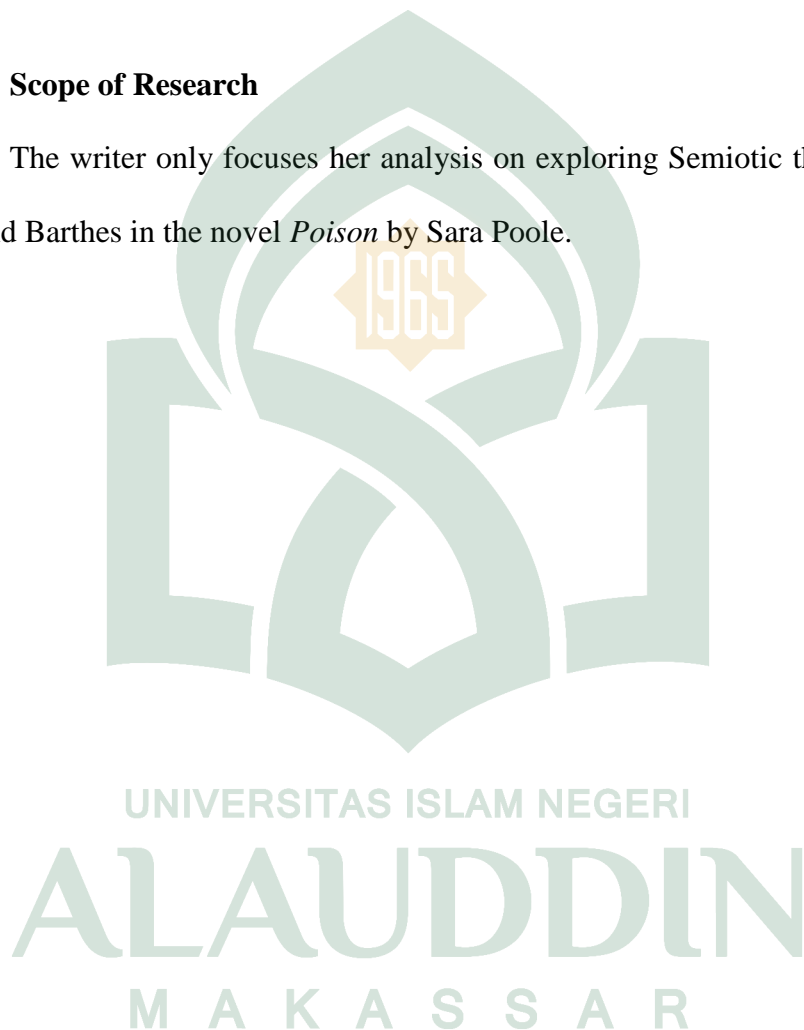 Scope of Research
The writer only focuses her analysis on exploring Semiotic
Barthes in the novel Poison by Sara Poole.
1965
UNIVERSITAS ISLAM NEGERI
ALAUDDIN
MAKASSAR